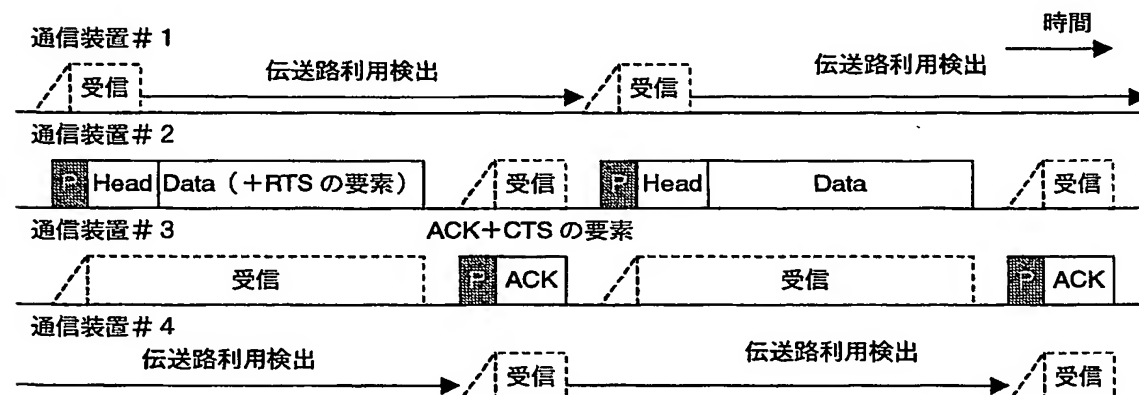 時間
通信装置＃1
受信 伝送路利用検出 受信 伝送路利用検出
通信装置＃2
P Head Data（+RTS の要素） 受信 P Head Data 受信
通信装置＃3 ACK+CTS の要素
受信 P ACK 受信 P ACK
通信装置＃4
伝送路利用検出 受信 伝送路利用検出 受信